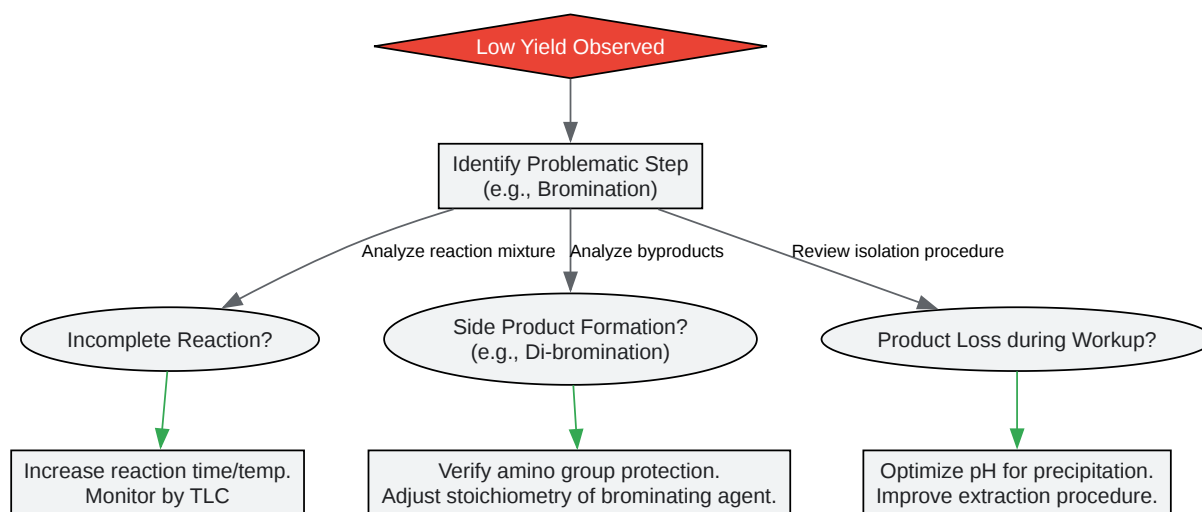 Low Yield Observed
Identify Problematic Step
(e.g., Bromination)
Analyze reaction mixture
Analyze byproducts
Review isolation procedure
Incomplete Reaction?
Side Product Formation?
(e.g., Di-bromination)
Product Loss during Workup?
Increase reaction time/temp.
Monitor by TLC
Verify amino group protection.
Adjust stoichiometry of brominating agent.
Optimize pH for precipitation.
Improve extraction procedure.